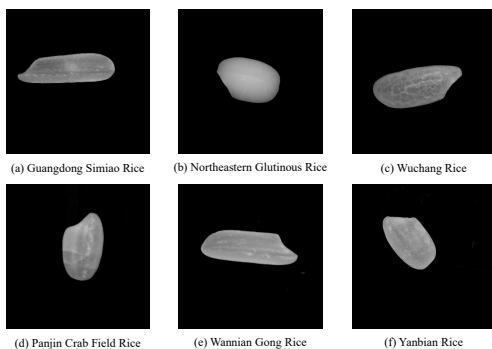 (a) Guangdong Simiao Rice
(b) Northeastern Glutinous Rice
(c) Wuchang Rice
(d) Panjin Crab Field Rice
(e) Wannian Gong Rice
(f) Yanbian Rice